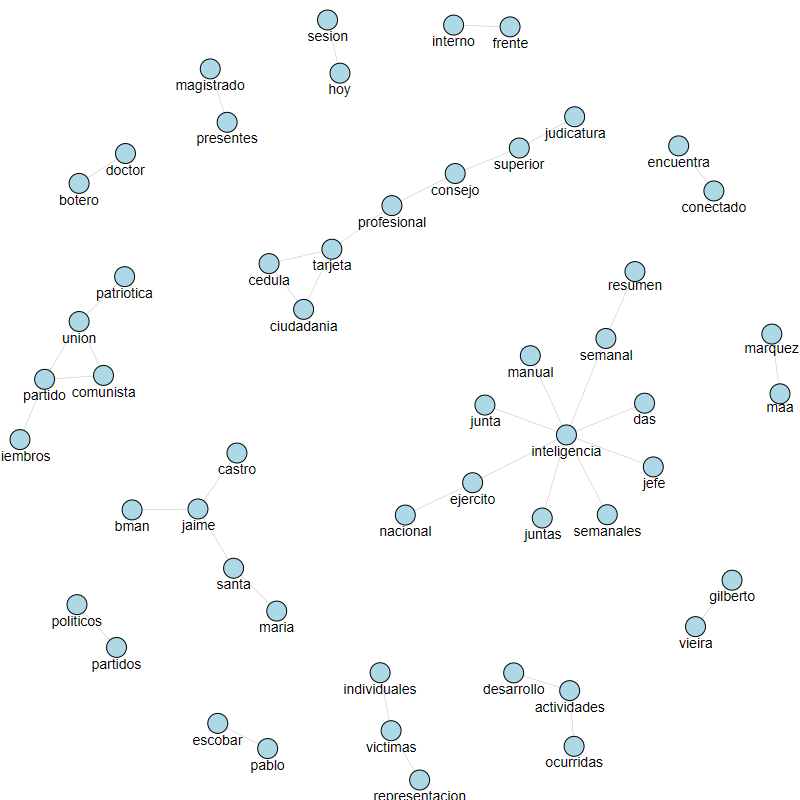 sesion
interno
frente
magistrado
hoy
presentes
judicatura
superior
encuentra
doctor
consejo
botero
conectado
profesional
tarjeta
cedula
patriotica
resumen
ciudadania
union
marquez
semanal
manual
comunista
partido
maa
junta
das
inteligencia
iembros
castro
jefe
ejercito
bman
jaime
nacional
juntas
semanales
santa
gilberto
politicos
maria
vieira
partidos
individuales
desarrollo
actividades
escobar
victimas
pablo
ocurridas
representacion